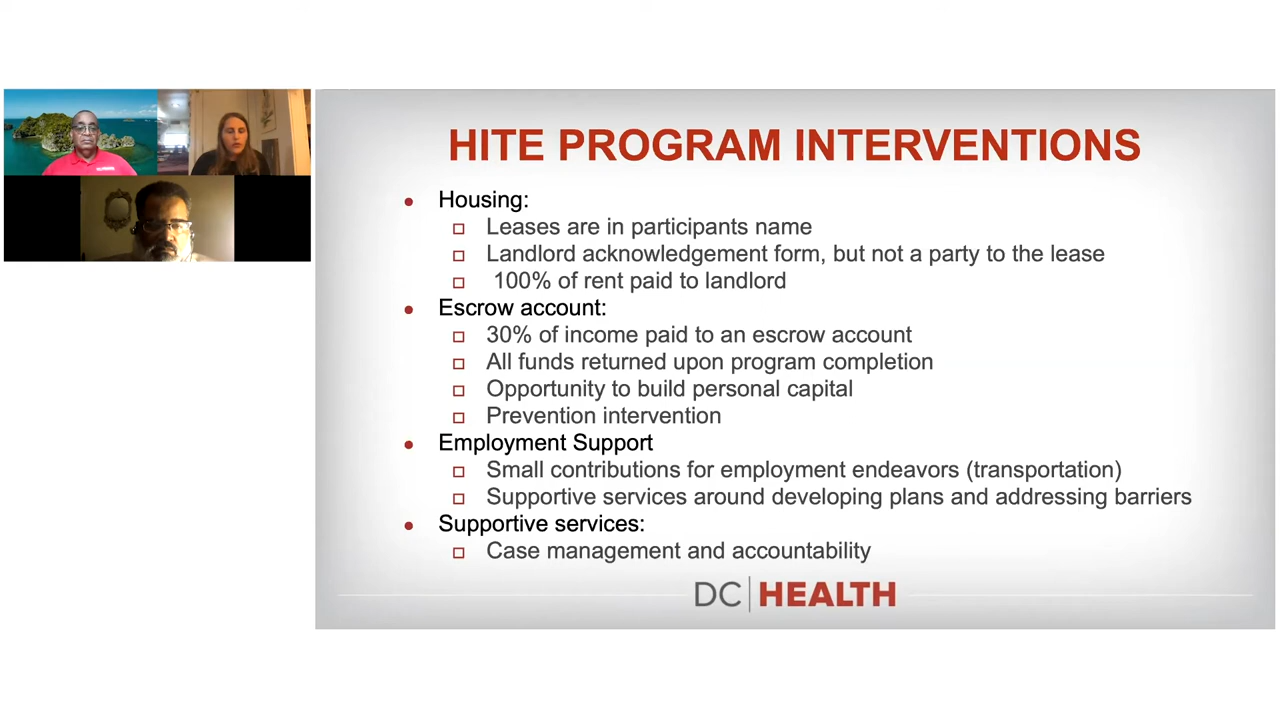 HITE PROGRAM INTERVENTIONS
Housing:
Leases are in participants name
Landlord acknowledgement form, but not a party to the lease
100% of rent paid to landlord
Escrow account:
30% of income paid to an escrow account
All funds returned upon program completion
Opportunity to build personal capital
Prevention intervention
Employment Support
Small contributions for employment endeavors (transportation)
Supportive services around developing plans and addressing barriers
Supportive services:
Case management and accountability
DC | HEALTH